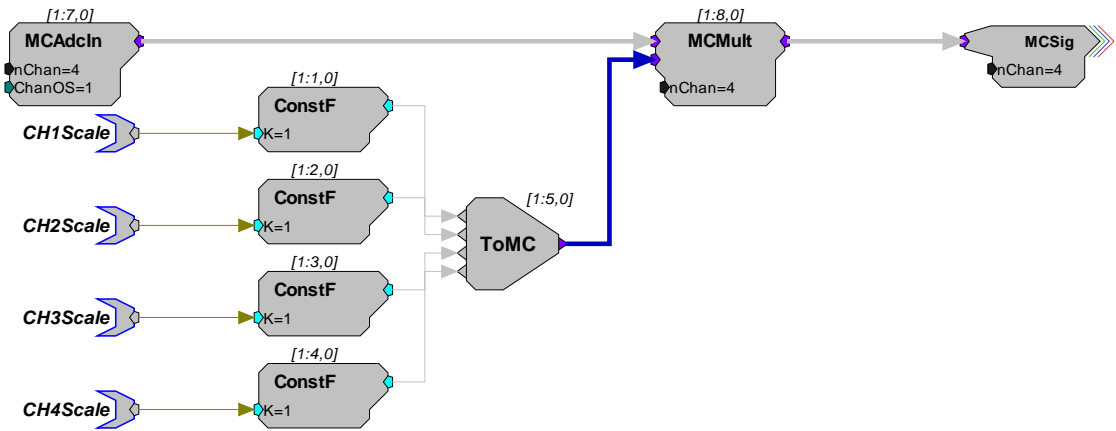 [1:7,0]
MCAdcIn
nChan=4
ChanOS=1
[1:8,0]
MCMult
nChan=4
MCSig
nChan=4
[1:1,0]
ConstF
CH1Scale
K=1
[1:2,0]
ConstF
CH2Scale
K=1
[1:5,0]
ToMC
[1:3,0]
ConstF
CH3Scale
K=1
[1:4,0]
ConstF
CH4Scale
K=1